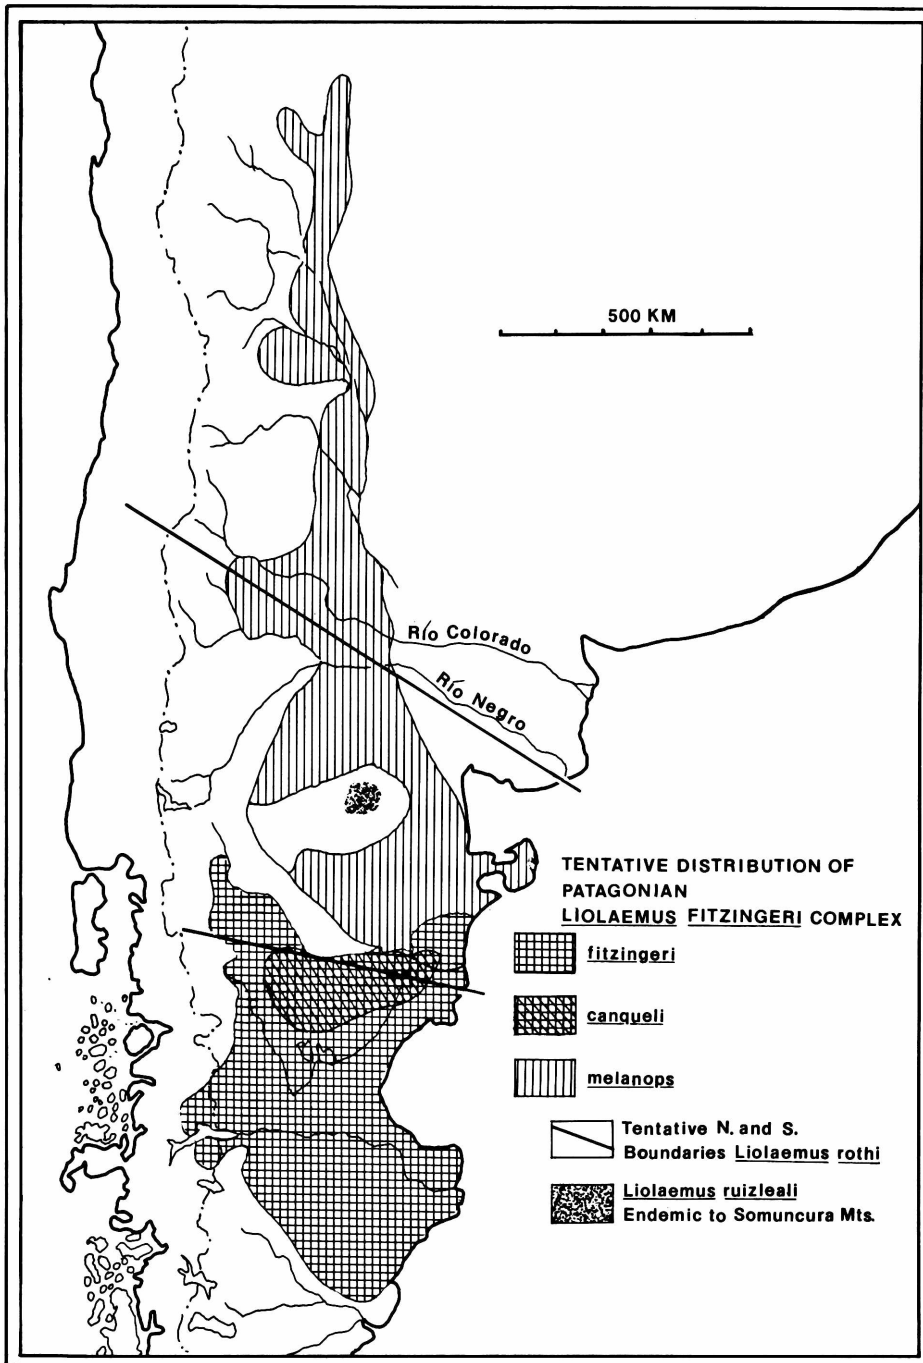 500 KM
Río Colorado
Río Negro
TENTATIVE DISTRIBUTION OF
PATAGONIAN
LIOLAEMUS FITZINGERI COMPLEX
fitzingeri
canqueli
melanops
Tentative N. and S.
Boundaries Liolaemus rothi
Liolaemus ruizleali
Endemic to Somuncura Mts.